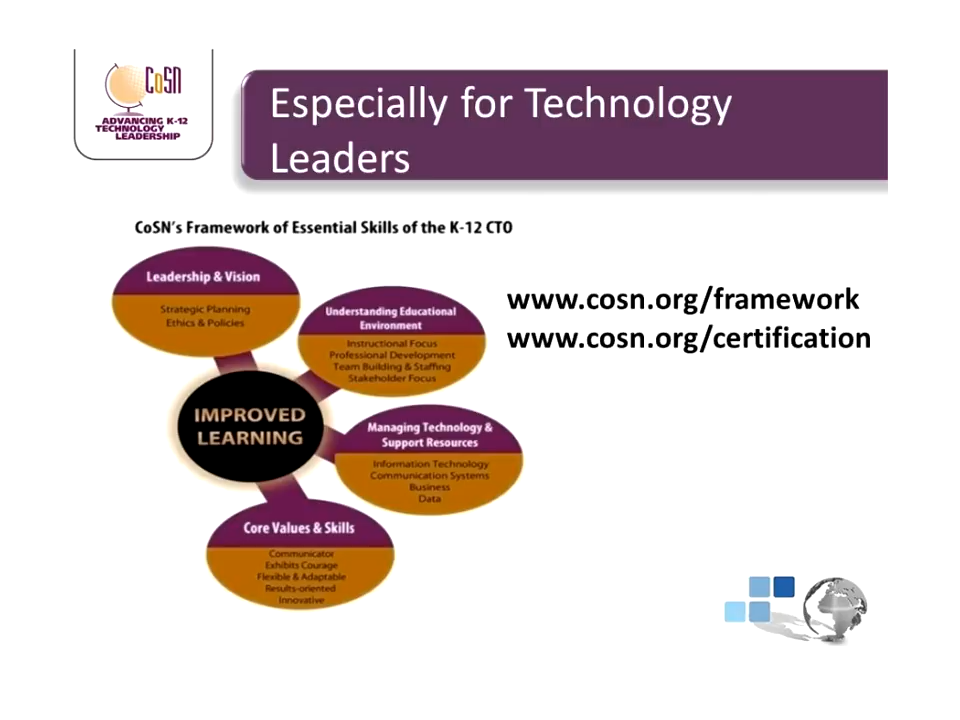 CoSN
ADVANCING K-12
TECHNOLOGY
LEADERSHIP
Especially for Technology
Leaders
CoSN's Framework of Essential Skills of the K-12 CTO
Leadership & Vision
Strategic Planning
Ethics & Policies
Understanding Educational
Environment
Instructional Focus
Professional Development
Team Building & Staffing
Stakeholder Focus
www.cosn.org/framework
www.cosn.org/certification
IMPROVED
LEARNING
Managing Technology &
Support Resources
Information Technology
Communication Systems
Business
Data
Core Values & Skills
Communicator
Exhibits Courage
Flexible & Adaptable
Results-oriented
Innovative